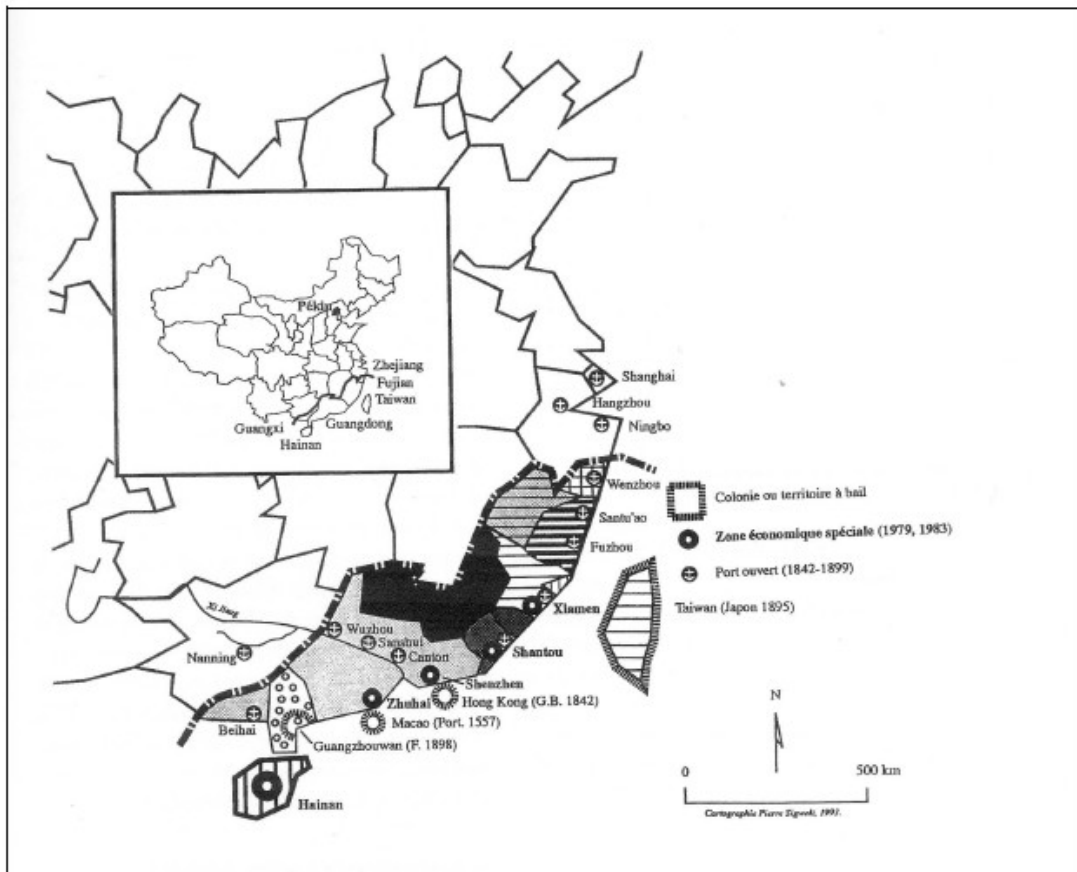 Pékin
Zhejiang
Fujian
Taiwan
Guangdong
Guangxi
Hainan
Shanghai
Hangzhou
Ningbo
Wenzhou
Santu'ao
Fuzhou
Xiamen
Shantou
Shenzhen
Hong Kong (G.B. 1842)
Zhuhai
Macao (Port. 1557)
Guangzhouwan (F. 1898)
Xi Jiang
Wuzhou
Sanshui
Canton
Nanning
Beihai
Hainan
Colonie ou territoire à bail
Zone économique spéciale (1979, 1983)
Port ouvert (1842-1899)
Taiwan (Japon 1895)
N
0 500 km
Cartographie Pierre 1993.